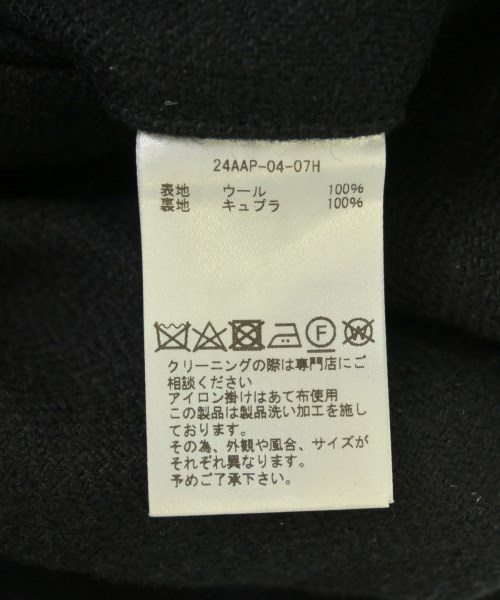 24AAP-04-07H
表地 ウール 100%
裏地 キュプラ 100%
F W
クリーニングの際は専門店にご
相談ください
アイロン掛けはあて布使用
この製品は製品洗い加工を施し
ております。
その為、外観や風合、サイズが
それぞれ異なります。
予めご了承下さい。